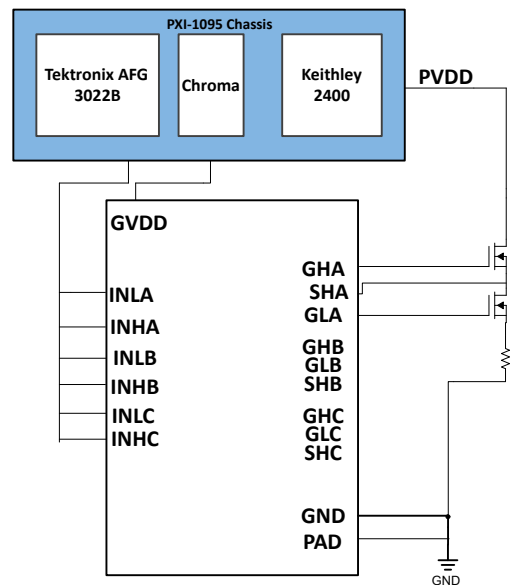 PXI-1095 Chassis
Tektronix AFG
3022B
Chroma
Keithley
2400
PVDD
GVDD
INLA
INHA
INLB
INHB
INLC
INHC
GHA
SHA
GLA
GHB
GLB
SHB
GHC
GLC
SHC
GND
PAD
GND